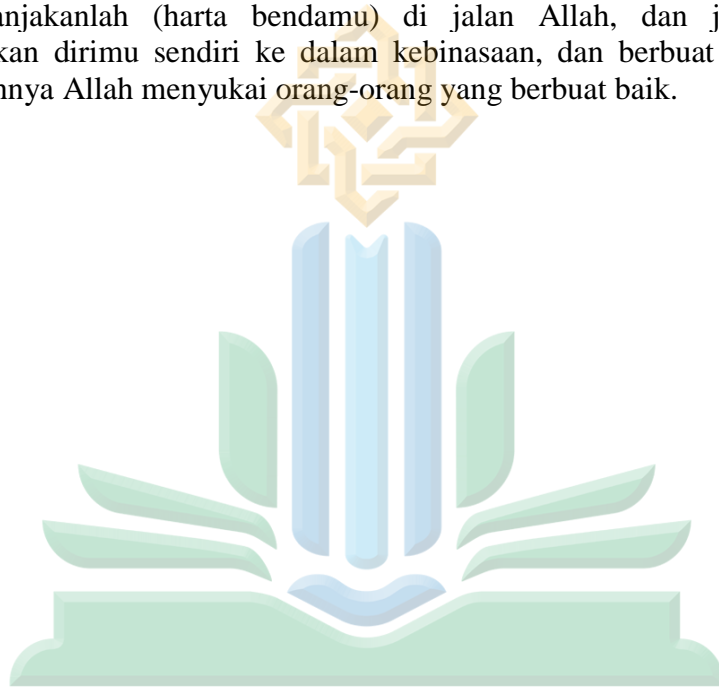 anjakanlah (harta bendamu) di jalan Allah, dan j
kan dirimu sendiri ke dalam kebinasaan, dan berbuat
nnya Allah menyukai orang-orang yang berbuat baik.